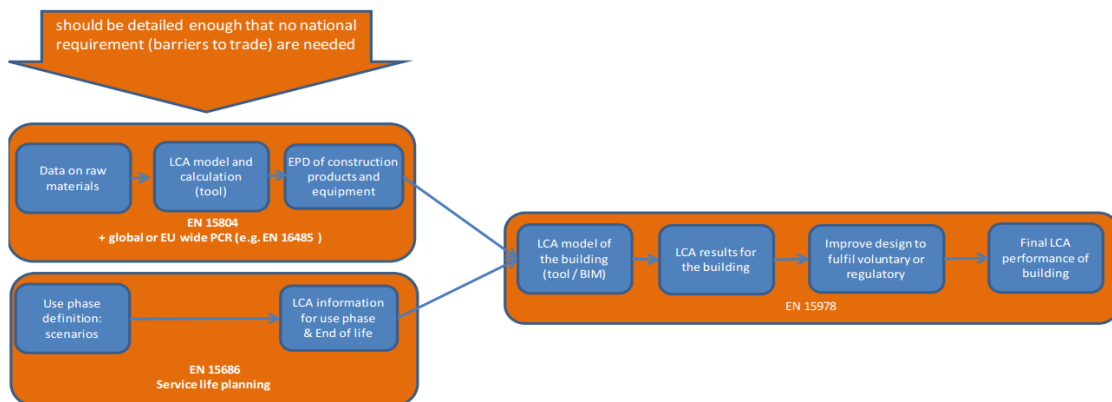 should be detailed enough that no national
requirement (barriers to trade) are needed
Data on raw
materials
LCA model and
calculation
(tool)
EPD of construction
products and
equipment
EN 15804
+ global or EU wide PCR (e.g. EN 16485 )
Use phase
definition:
scenarios
LCA information
for use phase
& End of life
EN 15686
Service life planning
LCA model of
the building
(tool / BIM)
LCA results for
the building
Improve design to
fulfil voluntary or
regulatory
Final LCA
performance of
building
EN 15978